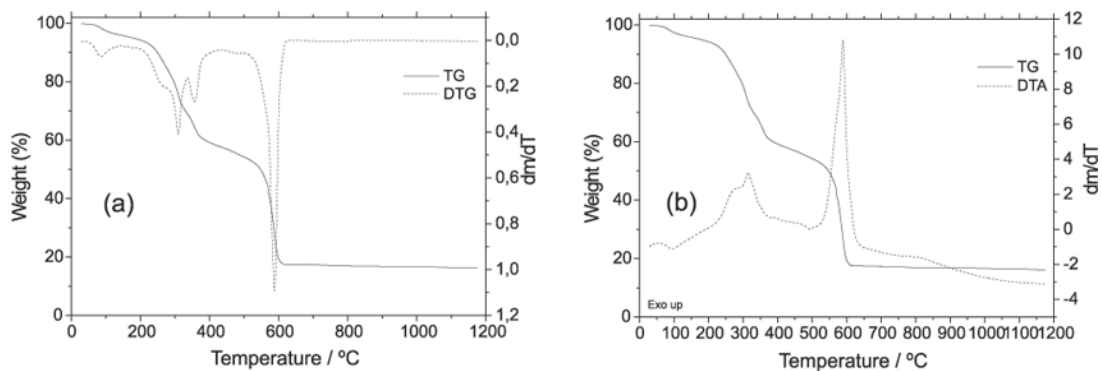 100
80
60
40
20
0
Weight (%)
0,0
0,2
0,4
0,6
0,8
1,0
1,2
dm/dT
TG
DTG
(a)
0 200 400 600 800 1000 1200
Temperature / ºC
100
80
60
40
20
0
Weight (%)
12
10
8
6
4
2
0
-2
-4
dm/dT
TG
DTA
(b)
Exo up
0 100 200 300 400 500 600 700 800 900 1000 1100 1200
Temperature / ºC